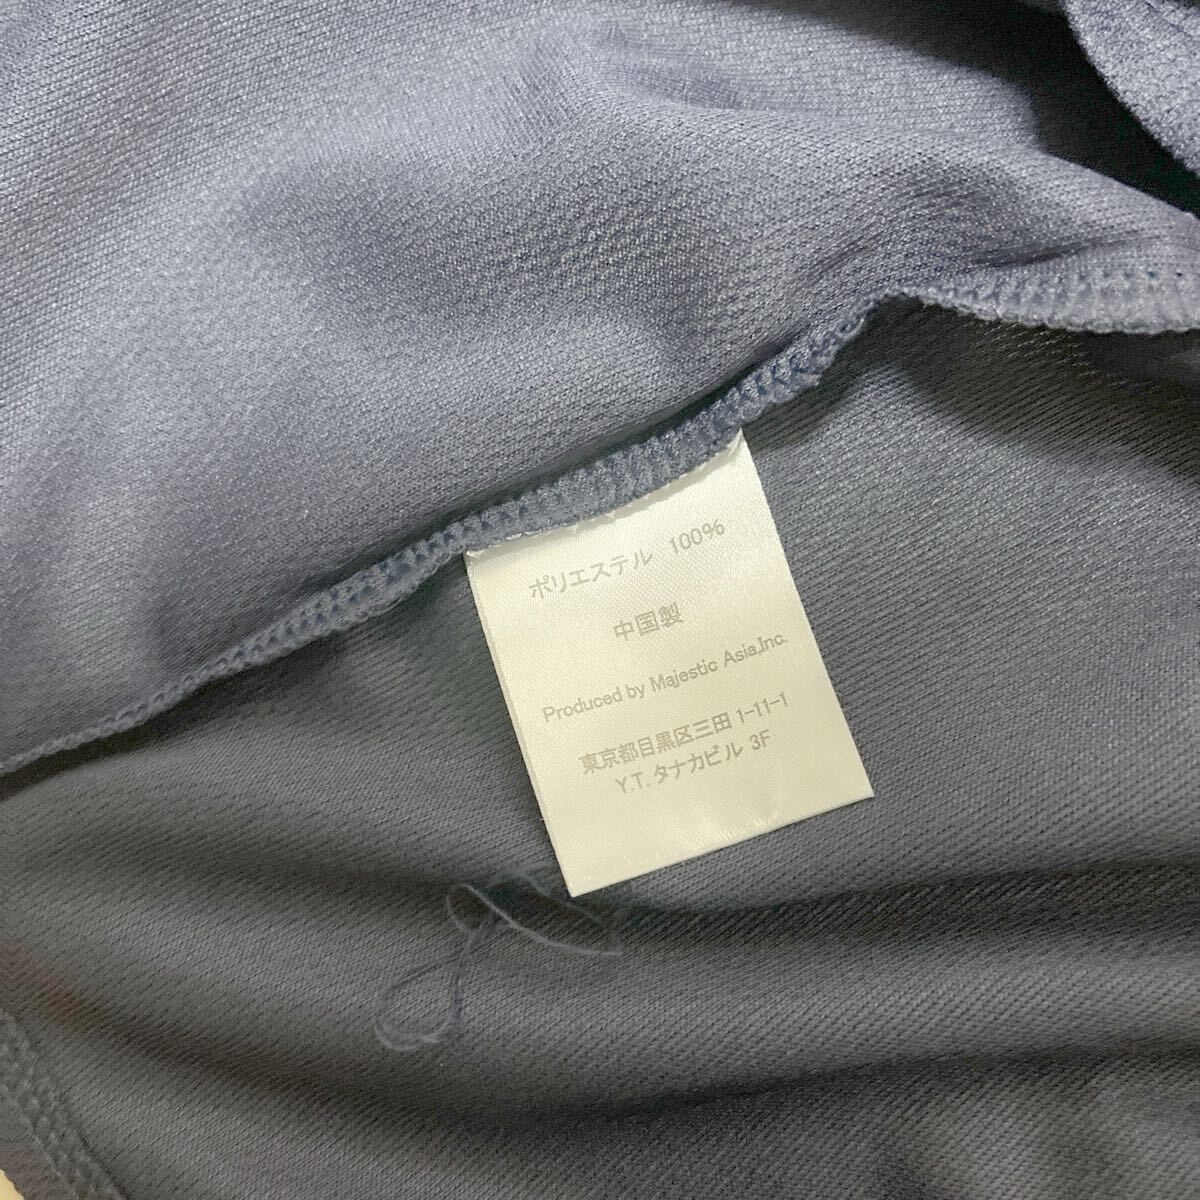 ポリエステル 100%
中国製
Produced by Majestic Asia,Inc.
東京都目黒区三田 1-11-1
Y.T. タナカビル 3F